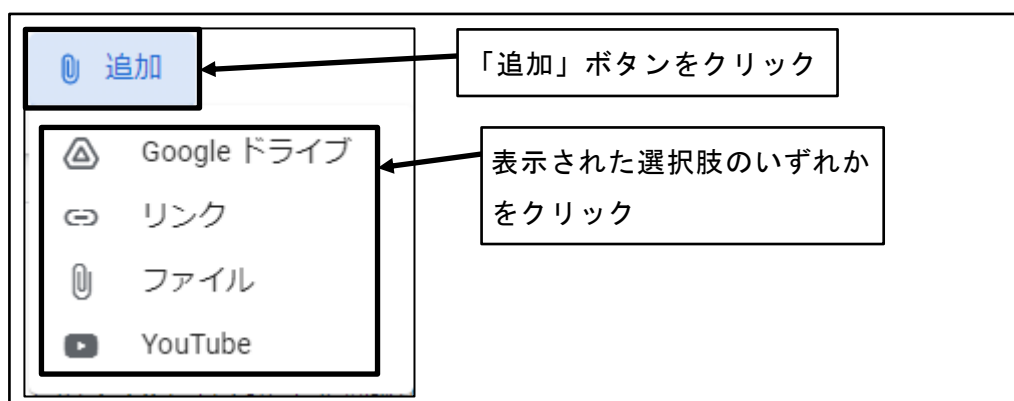 追加
「追加」ボタンをクリック
Google ドライブ
リンク
ファイル
YouTube
表示された選択肢のいずれか
をクリック